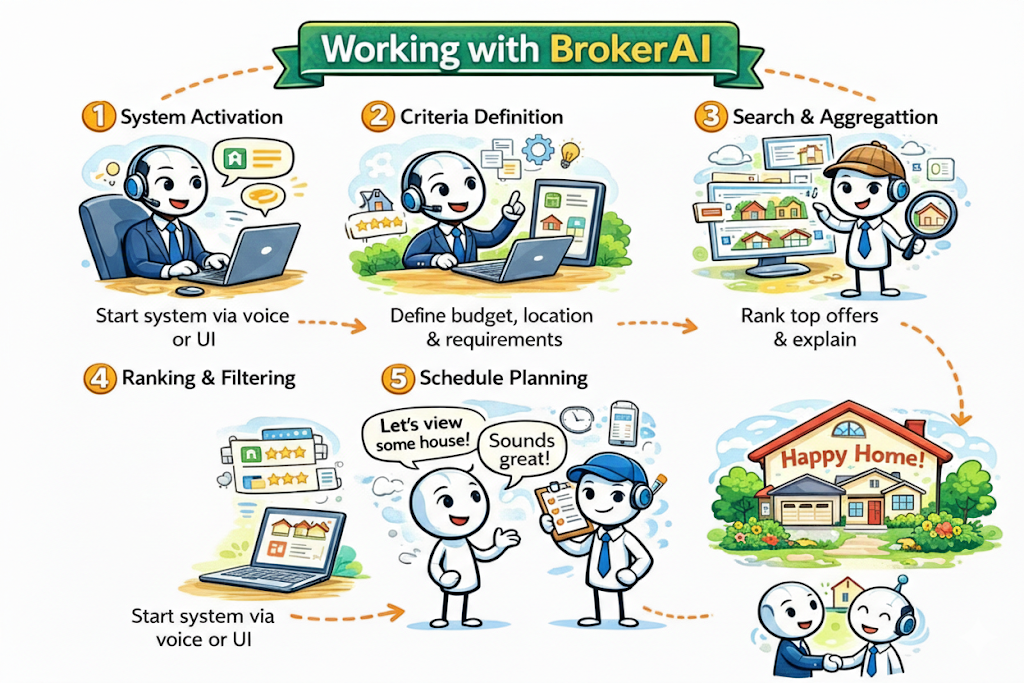 Working with BrokerAI
1 System Activation
2 Criteria Definition
3 Search & Aggregattion
Start system via voice
or UI
Define budget, location
& requirements
Rank top offers
& explain
4 Ranking & Filtering
5 Schedule Planning
Let's view
some house!
Sounds
great!
Happy Home!
Start system via
voice or UI